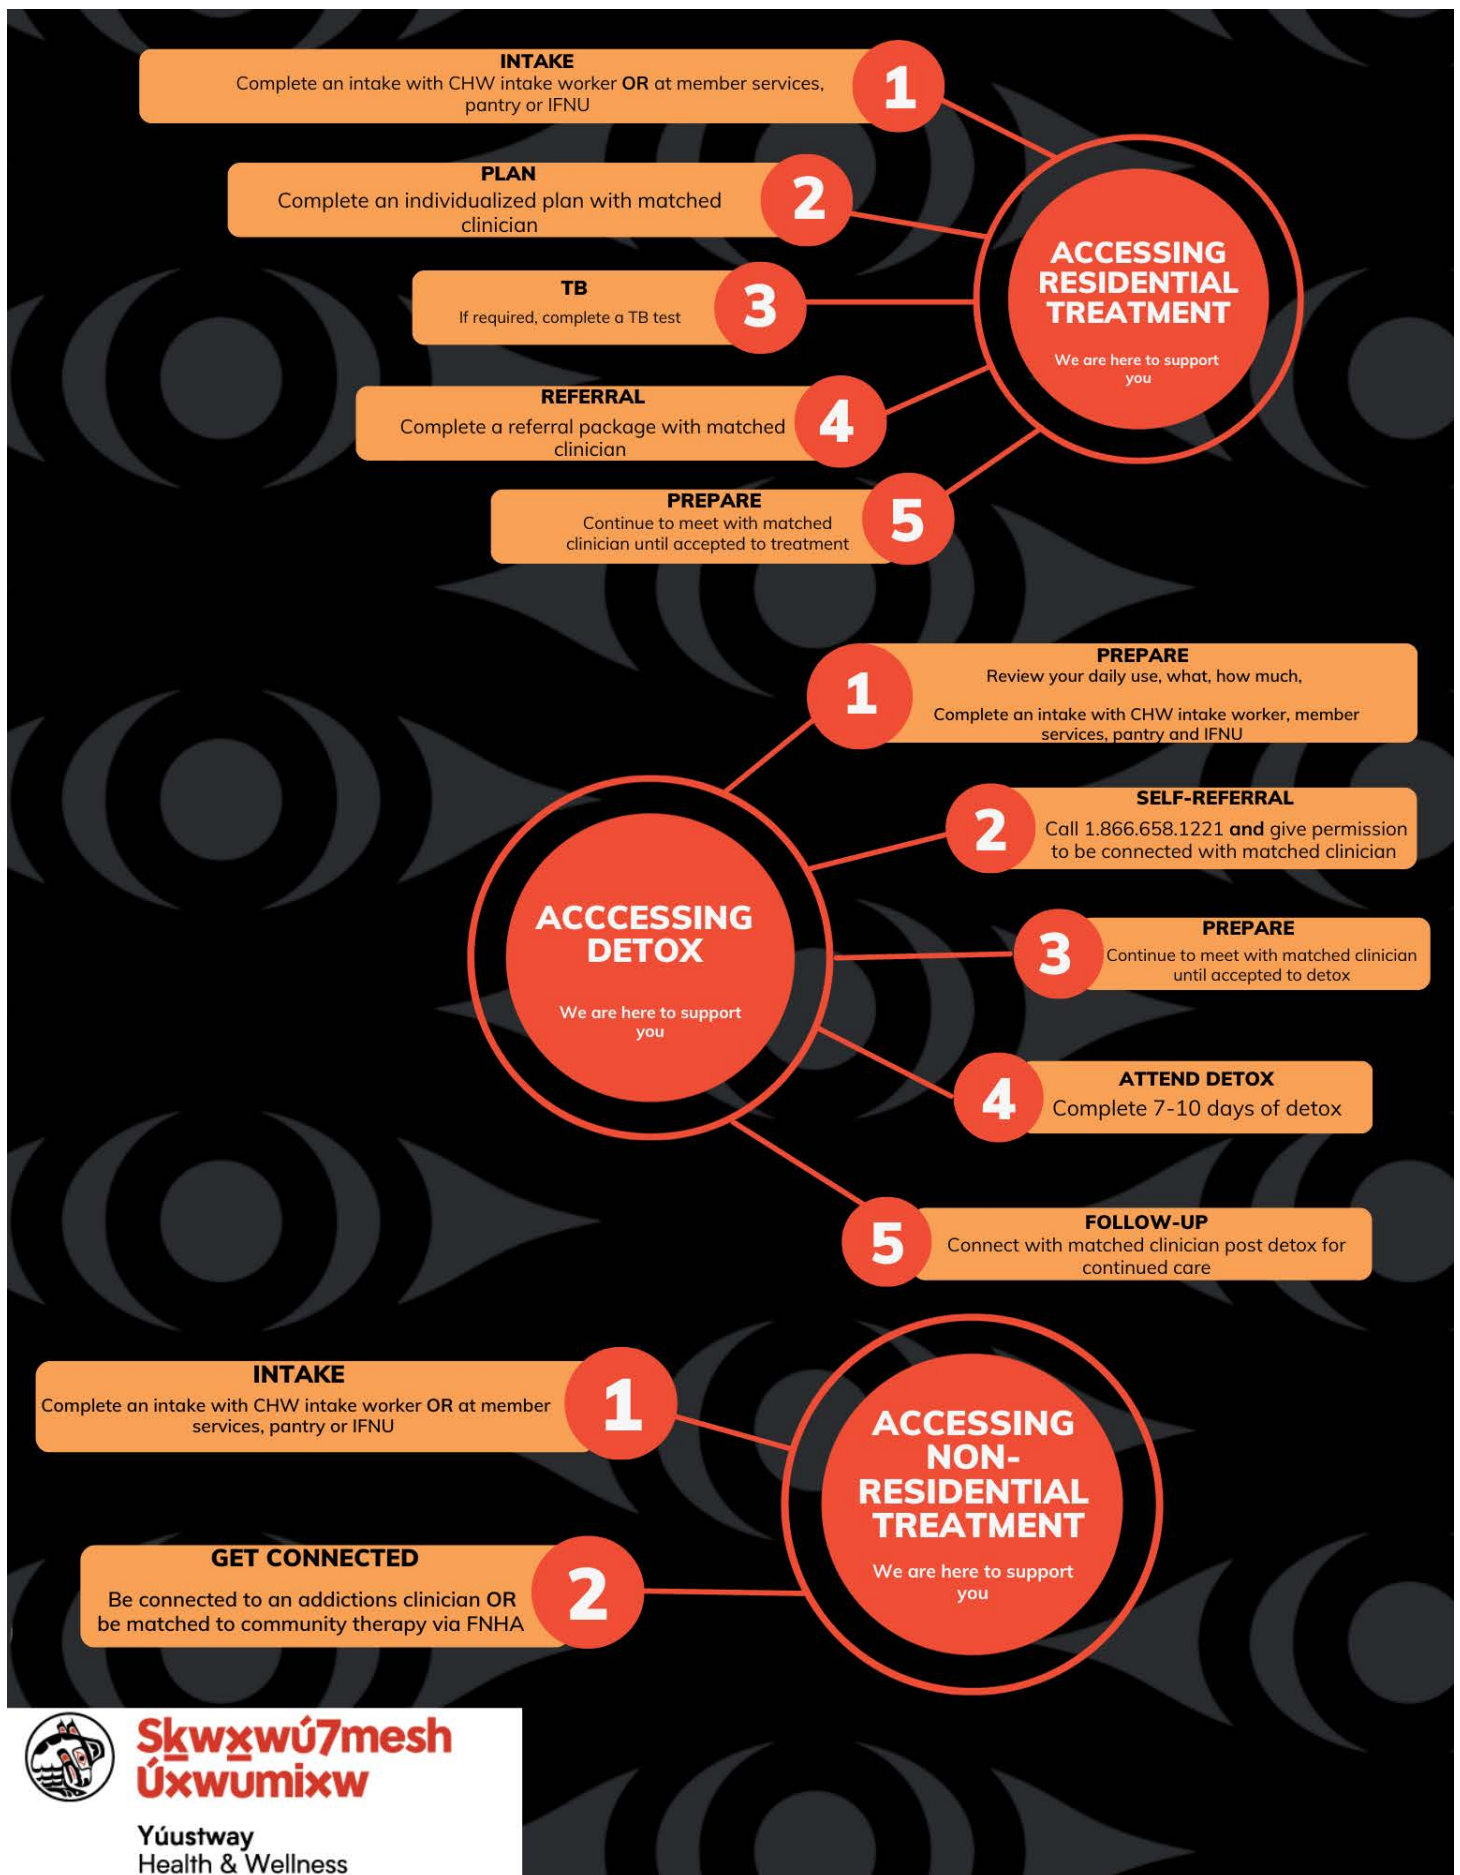 INTAKE
Complete an intake with CHW intake worker OR at member services,
pantry or IFNU
1
PLAN
Complete an individualized plan with matched
clinician
2
TB
If required, complete a TB test
3
REFERRAL
Complete a referral package with matched
clinician
4
PREPARE
Continue to meet with matched
clinician until accepted to treatment
5
ACCESSING
RESIDENTIAL
TREATMENT
We are here to support
you
1
PREPARE
Review your daily use, what, how much,
Complete an intake with CHW intake worker, member
services, pantry and IFNU
2
SELF-REFERRAL
Call 1.866.658.1221 and give permission
to be connected with matched clinician
3
PREPARE
Continue to meet with matched clinician
until accepted to detox
4
ATTEND DETOX
Complete 7-10 days of detox
5
FOLLOW-UP
Connect with matched clinician post detox for
continued care
ACCCESSING
DETOX
We are here to support
you
INTAKE
Complete an intake with CHW intake worker OR at member
services, pantry or IFNU
1
GET CONNECTED
Be connected to an addictions clinician OR
be matched to community therapy via FNHA
2
ACCESSING
NON-
RESIDENTIAL
TREATMENT
We are here to support
you
Sḵwx̱wú7mesh
Úxwumixw
Yúustway
Health & Wellness